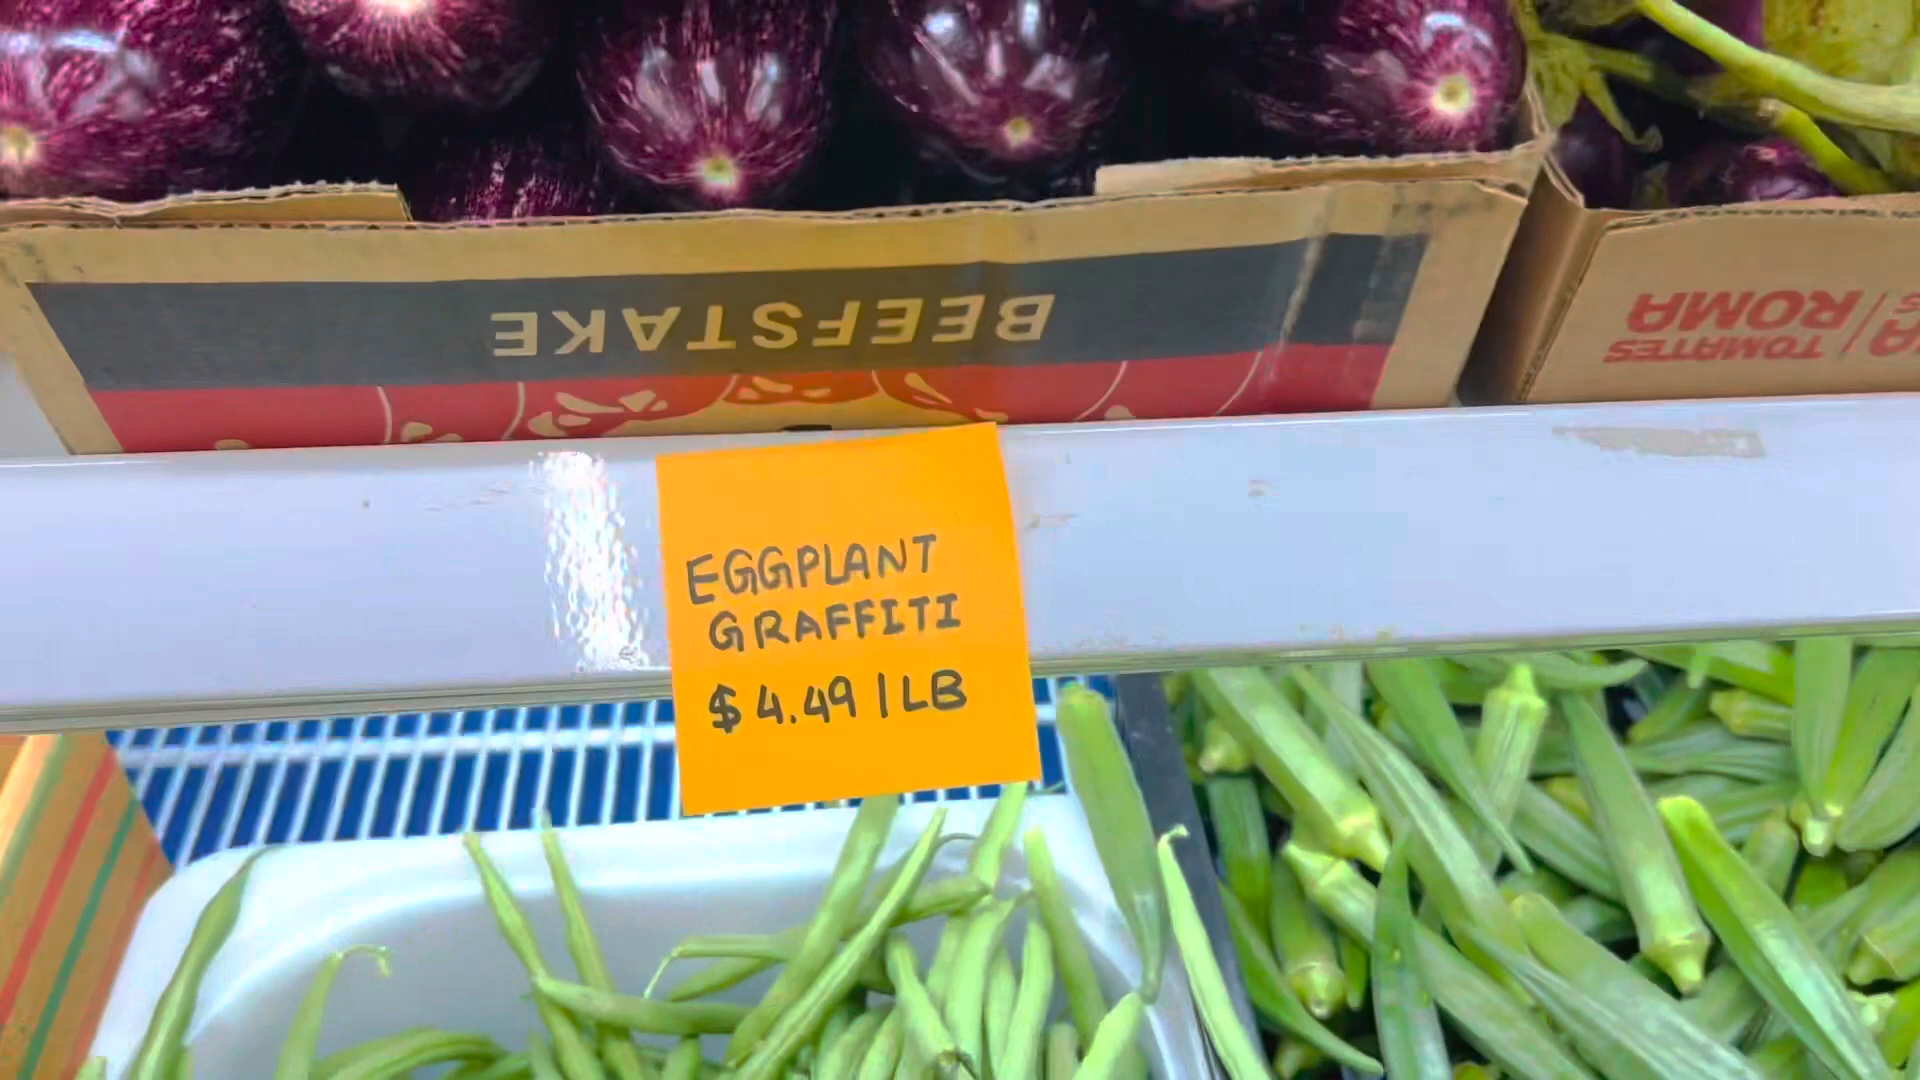 BEEFSTAKE
ROMA
TOMATES
EGGPLANT
GRAFFITI
$4.49 | LB